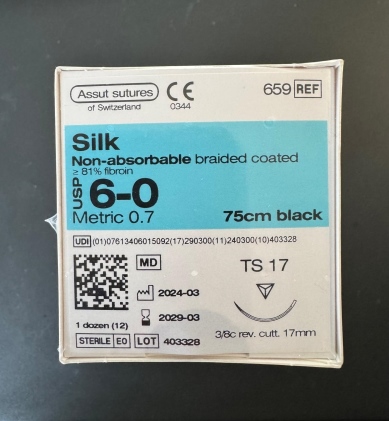 Assut sutures
of Switzerland
CE
0344
659 REF
Silk
Non-absorbable braided coated
≥ 81% fibroin
USP 6-0
Metric 0.7
75cm black
UDI (01)07613406015092(17)290300(11)240300(10)403328
MD
TS 17
2024-03
2029-03
1 dozen (12)
3/8c rev. cutt. 17mm
STERILE EO LOT 403328